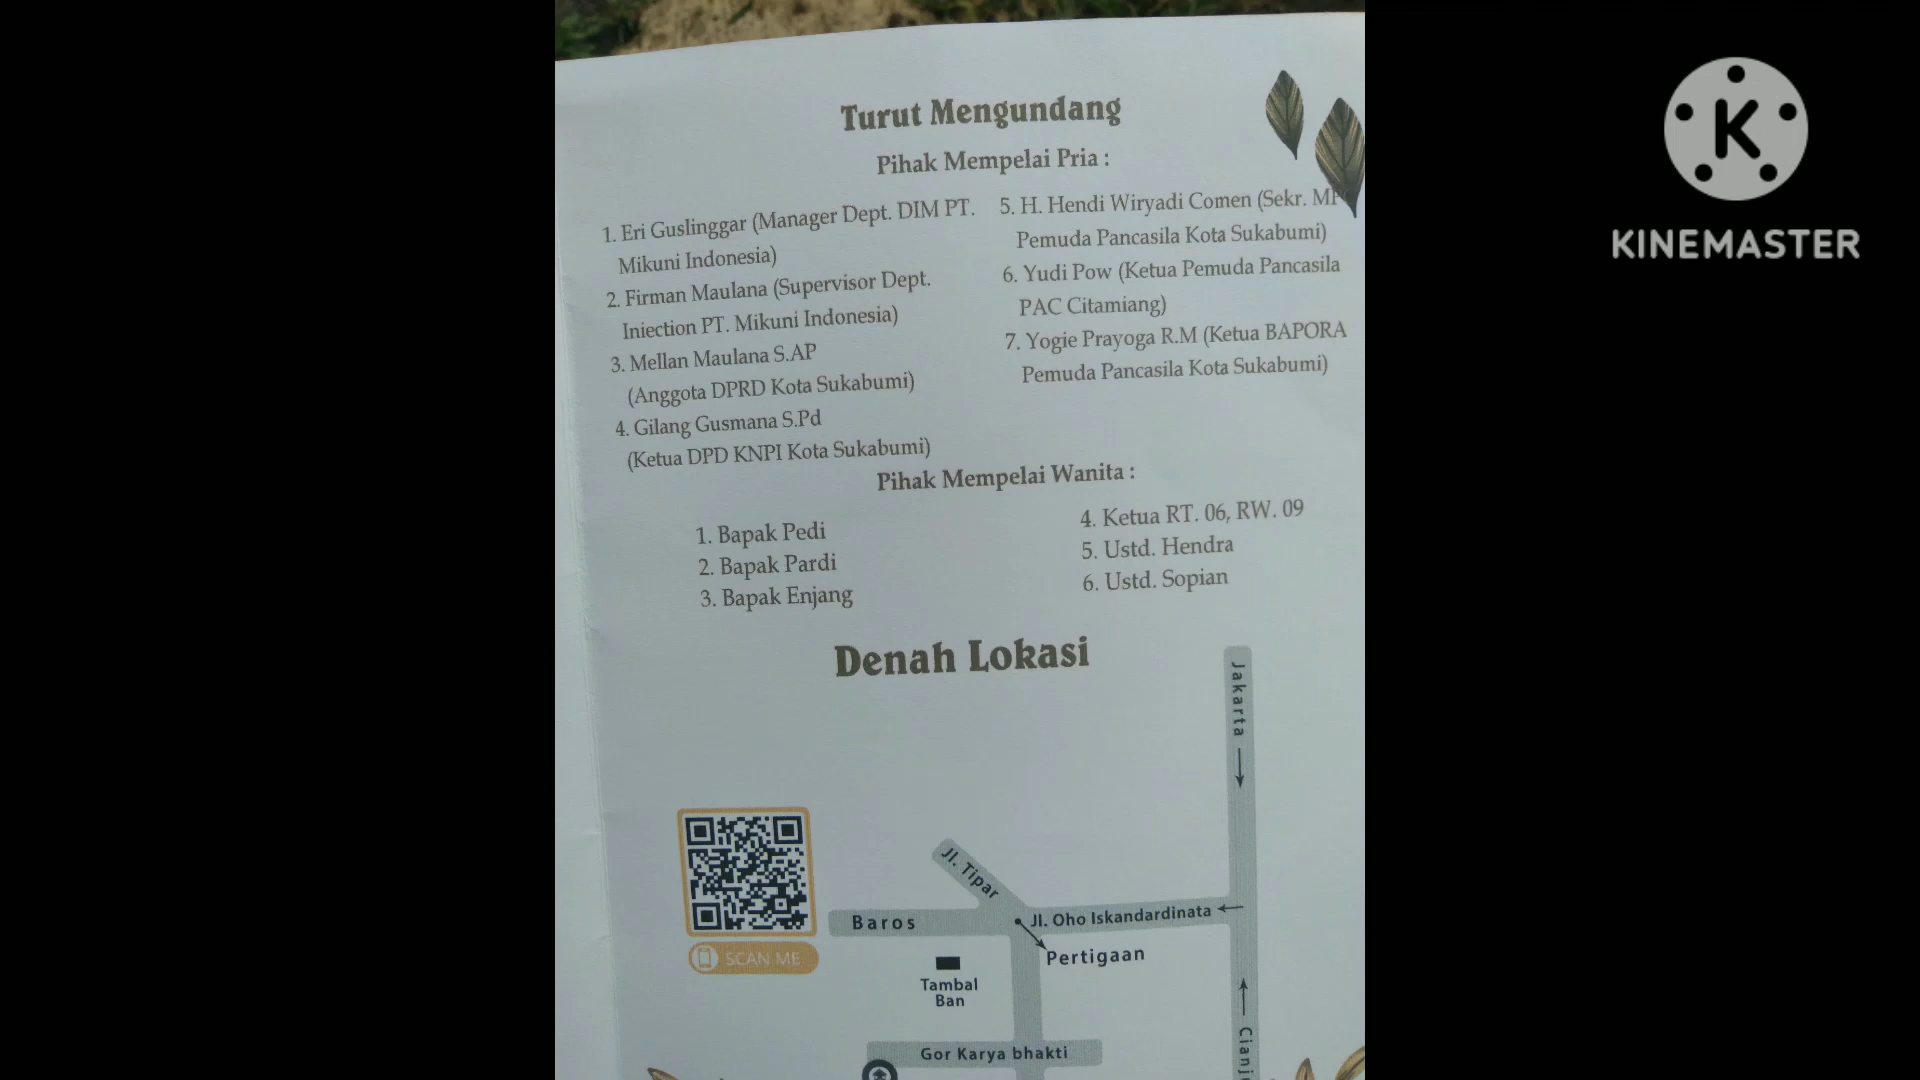 Turut Mengundang
Pihak Mempelai Pria :
1. Eri Guslinggar (Manager Dept. DIM PT.
Mikuni Indonesia)
2. Firman Maulana (Supervisor Dept.
Iniection PT. Mikuni Indonesia)
3. Mellan Maulana S.AP
(Anggota DPRD Kota Sukabumi)
4. Gilang Gusmana S.Pd
(Ketua DPD KNPI Kota Sukabumi)
5. H. Hendi Wiryadi Comen (Sekr.
Pemuda Pancasila Kota Sukabumi)
6. Yudi Pow (Ketua Pemuda Pancasila
PAC Citamiang)
7. Yogie Prayoga R.M (Ketua BAPORA
Pemuda Pancasila Kota Sukabumi)
Pihak Mempelai Wanita :
1. Bapak Pedi
2. Bapak Pardi
3. Bapak Enjang
4. Ketua RT. 06, RW. 09
5. Ustd. Hendra
6. Ustd. Sopian
Denah Lokasi
Jakarta
SCAN ME
Jl. Tipar
Baros
Jl. Oho Iskandardinata
Pertigaan
Tambal
Ban
Gor Karya bhakti
K
KINEMASTER